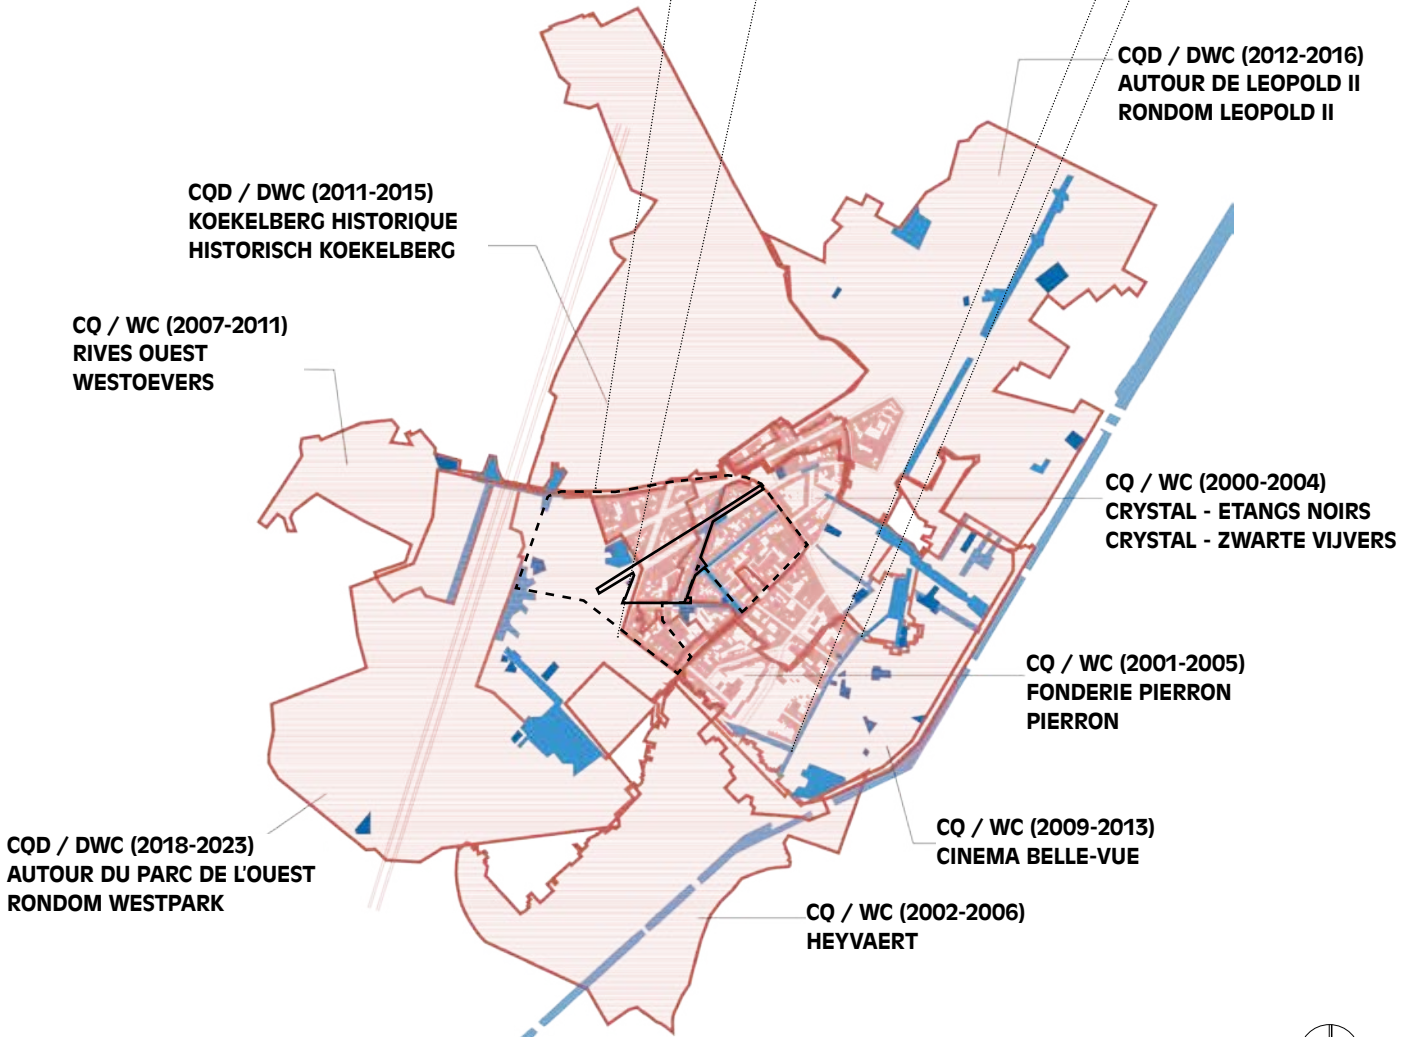 CQD / DWC (2012-2016)
AUTOUR DE LEOPOLD II
RONDOM LEOPOLD II
CQD / DWC (2011-2015)
KOEKELBERG HISTORIQUE
HISTORISCH KOEKELBERG
CQ / WC (2007-2011)
RIVES OUEST
WESTOEVERS
CQ / WC (2000-2004)
CRYSTAL - ETANGS NOIRS
CRYSTAL - ZWARTE VIJVERS
CQ / WC (2001-2005)
FONDERIE PIERRON
PIERRON
CQ / WC (2009-2013)
CINEMA BELLE-VUE
CQD / DWC (2018-2023)
AUTOUR DU PARC DE L'OUEST
RONDOM WESTPARK
CQ / WC (2002-2006)
HEYVAERT